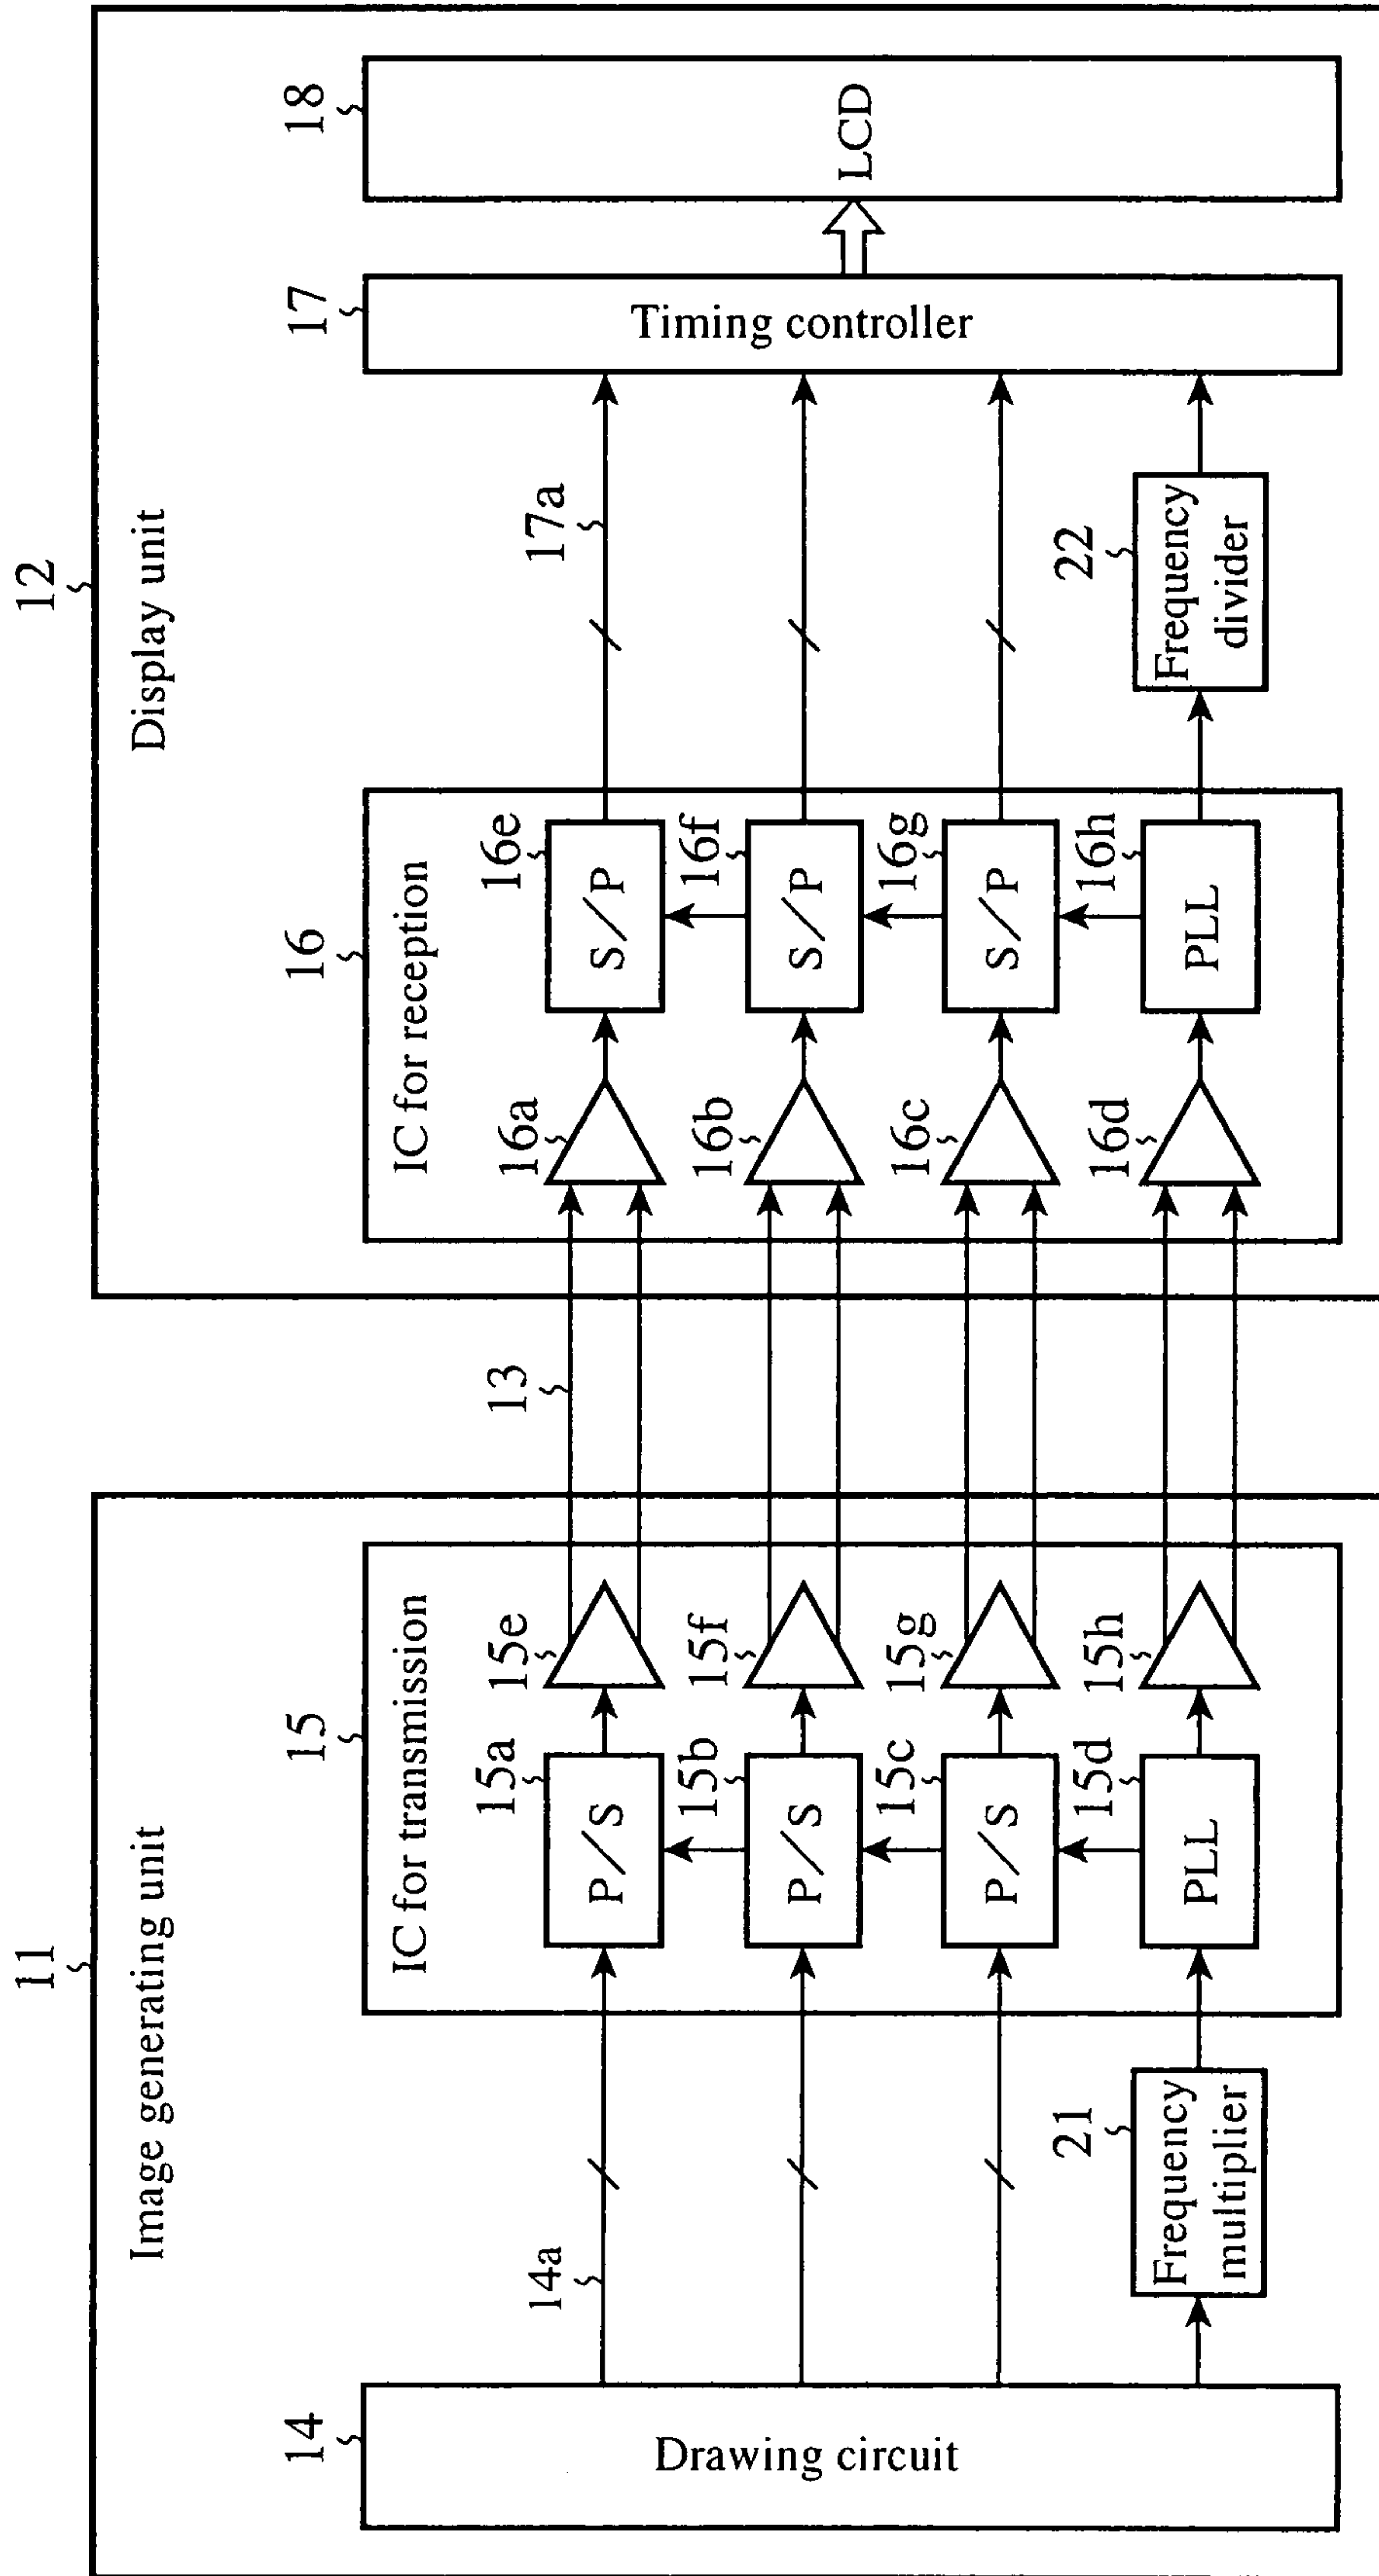 11
Image generating unit
14
Drawing circuit
14a
21
Frequency
multiplier
15
IC for transmission
15a
P/S
15b
P/S
15c
P/S
15d
PLL
15e
15f
15g
15h
13
12
Display unit
16
IC for reception
16a
16b
16c
16d
16e
S/P
16f
S/P
16g
S/P
16h
PLL
17a
22
Frequency
divider
17
Timing controller
18
LCD